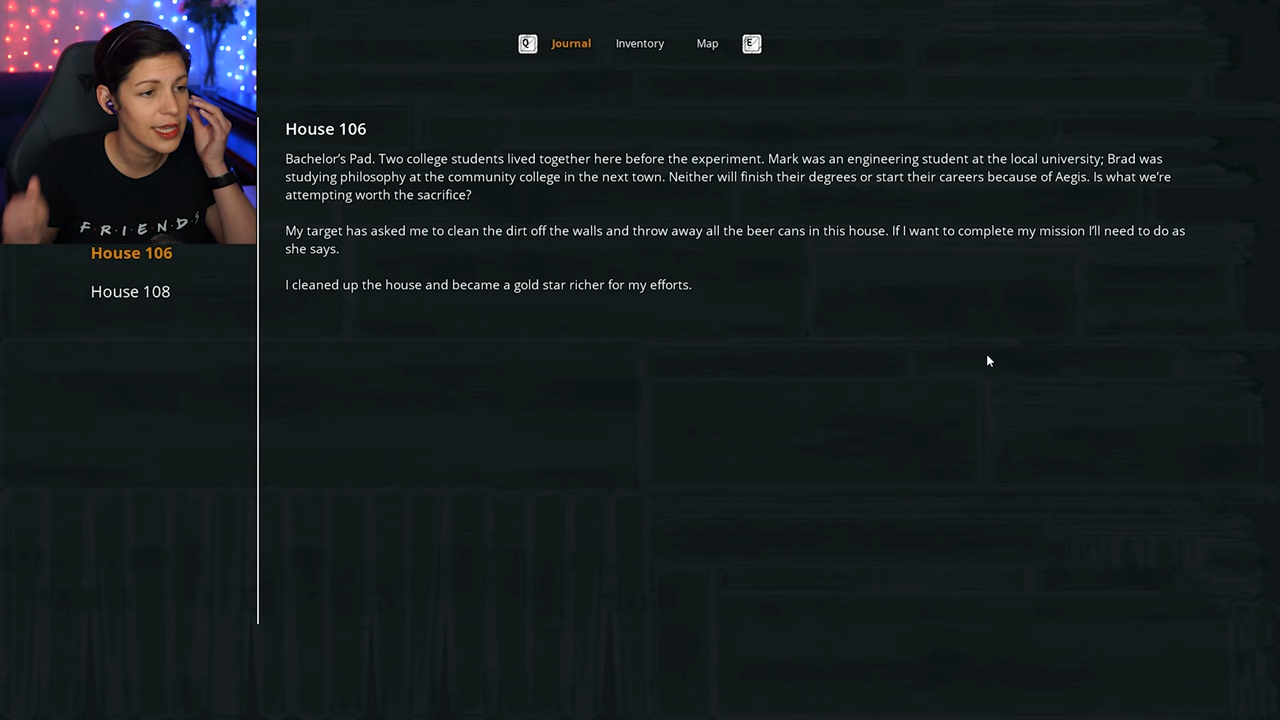 Q Journal Inventory Map E
House 106
Bachelor's Pad. Two college students lived together here before the experiment. Mark was an engineering student at the local university; Brad was
studying philosophy at the community college in the next town. Neither will finish their degrees or start their careers because of Aegis. Is what we're
attempting worth the sacrifice?
My target has asked me to clean the dirt off the walls and throw away all the beer cans in this house. If I want to complete my mission I'll need to do as
she says.
I cleaned up the house and became a gold star richer for my efforts.
F·R·I·E·N·D·S
House 106
House 108